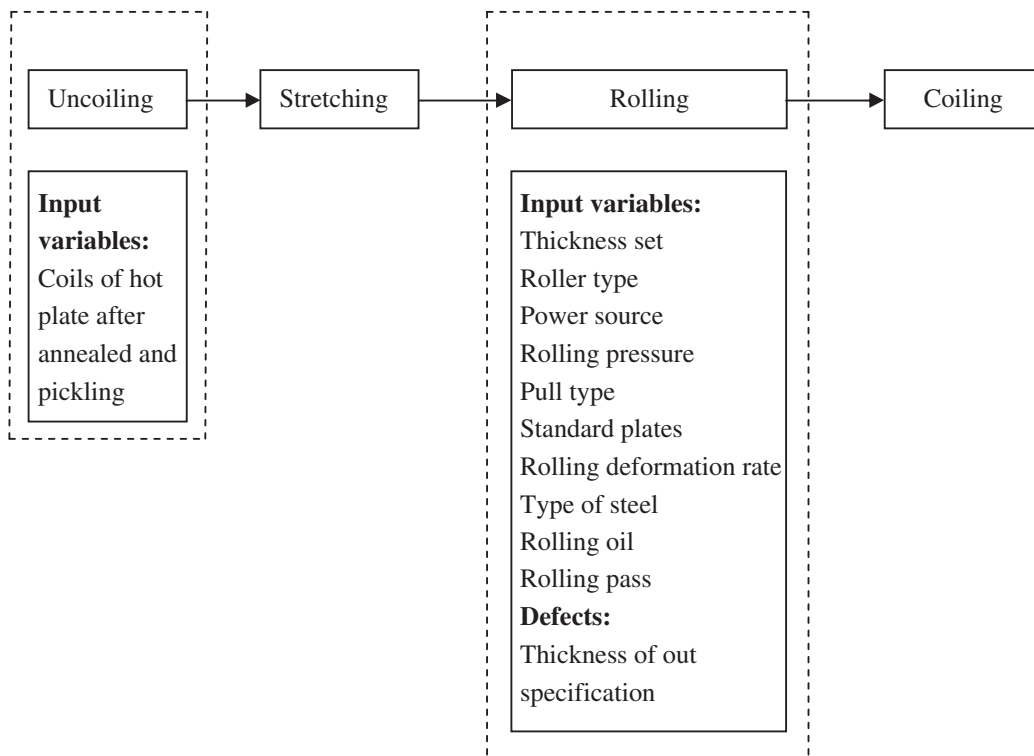 Uncoiling
Stretching
Rolling
Coiling
Input
variables:
Coils of hot
plate after
annealed and
pickling
Input variables:
Thickness set
Roller type
Power source
Rolling pressure
Pull type
Standard plates
Rolling deformation rate
Type of steel
Rolling oil
Rolling pass
Defects:
Thickness of out
specification